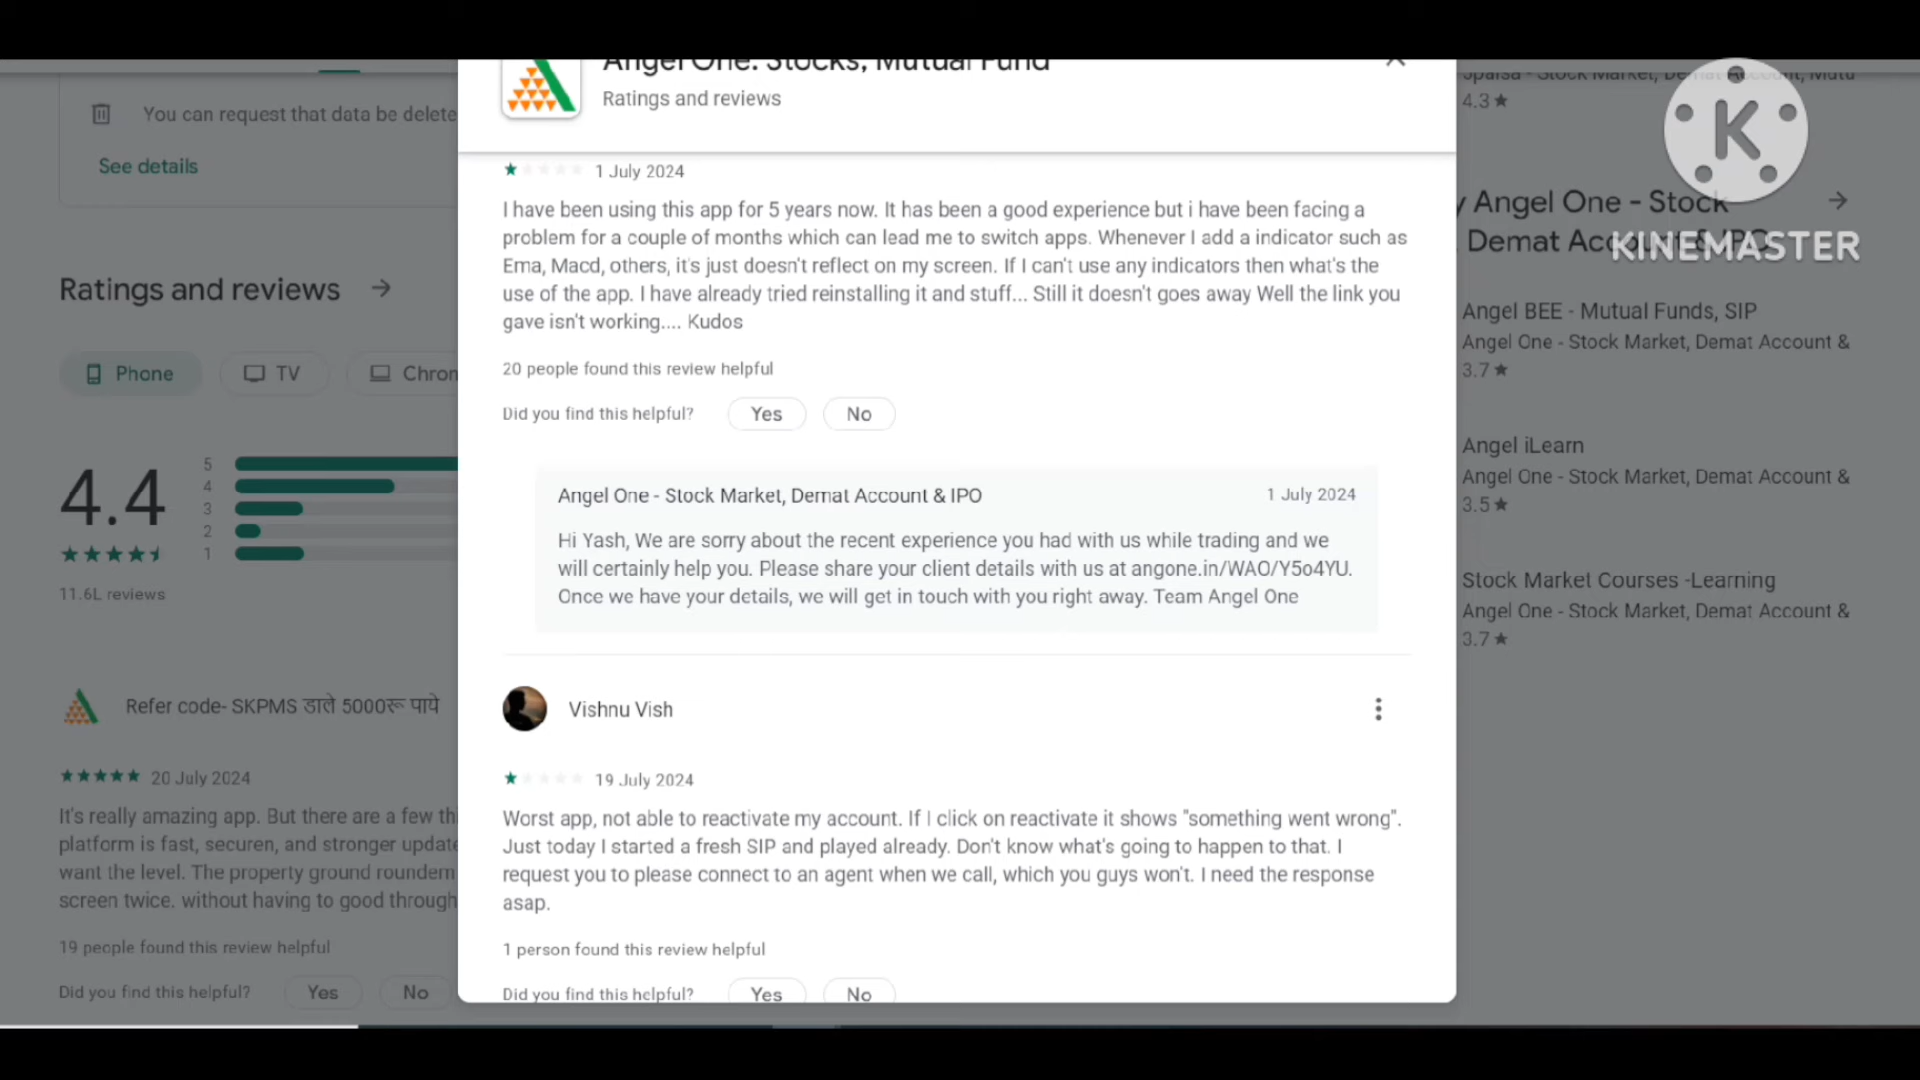 Angel One: Stocks, Mutual Fund
Ratings and reviews
1 July 2024
I have been using this app for 5 years now. It has been a good experience but i have been facing a
problem for a couple of months which can lead me to switch apps. Whenever I add a indicator such as
Ema, Macd, others, it's just doesn't reflect on my screen. If I can't use any indicators then what's the
use of the app. I have already tried reinstalling it and stuff... Still it doesn't goes away Well the link you
gave isn't working.... Kudos
20 people found this review helpful
Did you find this helpful?
Yes
No
Angel One - Stock Market, Demat Account & IPO
1 July 2024
Hi Yash, We are sorry about the recent experience you had with us while trading and we
will certainly help you. Please share your client details with us at angone.in/WAO/Y5o4YU.
Once we have your details, we will get in touch with you right away. Team Angel One
Vishnu Vish
19 July 2024
Worst app, not able to reactivate my account. If I click on reactivate it shows "something went wrong".
Just today I started a fresh SIP and played already. Don't know what's going to happen to that. I
request you to please connect to an agent when we call, which you guys won't. I need the response
asap.
1 person found this review helpful
Did you find this helpful?
Yes
No
You can request that data be delete
See details
Ratings and reviews
Phone
TV
Chron
4.4
5
4
3
2
1
11.6L reviews
Refer code- SKPMS डाले 5000रू पाये
20 July 2024
It's really amazing app. But there are a few thi
platform is fast, securen, and stronger update
want the level. The property ground roundern
screen twice. without having to good through
19 people found this review helpful
Did you find this helpful?
Yes
No
5paisa - Stock Market, Demat Account, Mutu
4.3
y Angel One - Stock
Demat Account & IPO
K
KINEMASTER
Angel BEE - Mutual Funds, SIP
Angel One - Stock Market, Demat Account &
3.7
Angel iLearn
Angel One - Stock Market, Demat Account &
3.5
Stock Market Courses -Learning
Angel One - Stock Market, Demat Account &
3.7